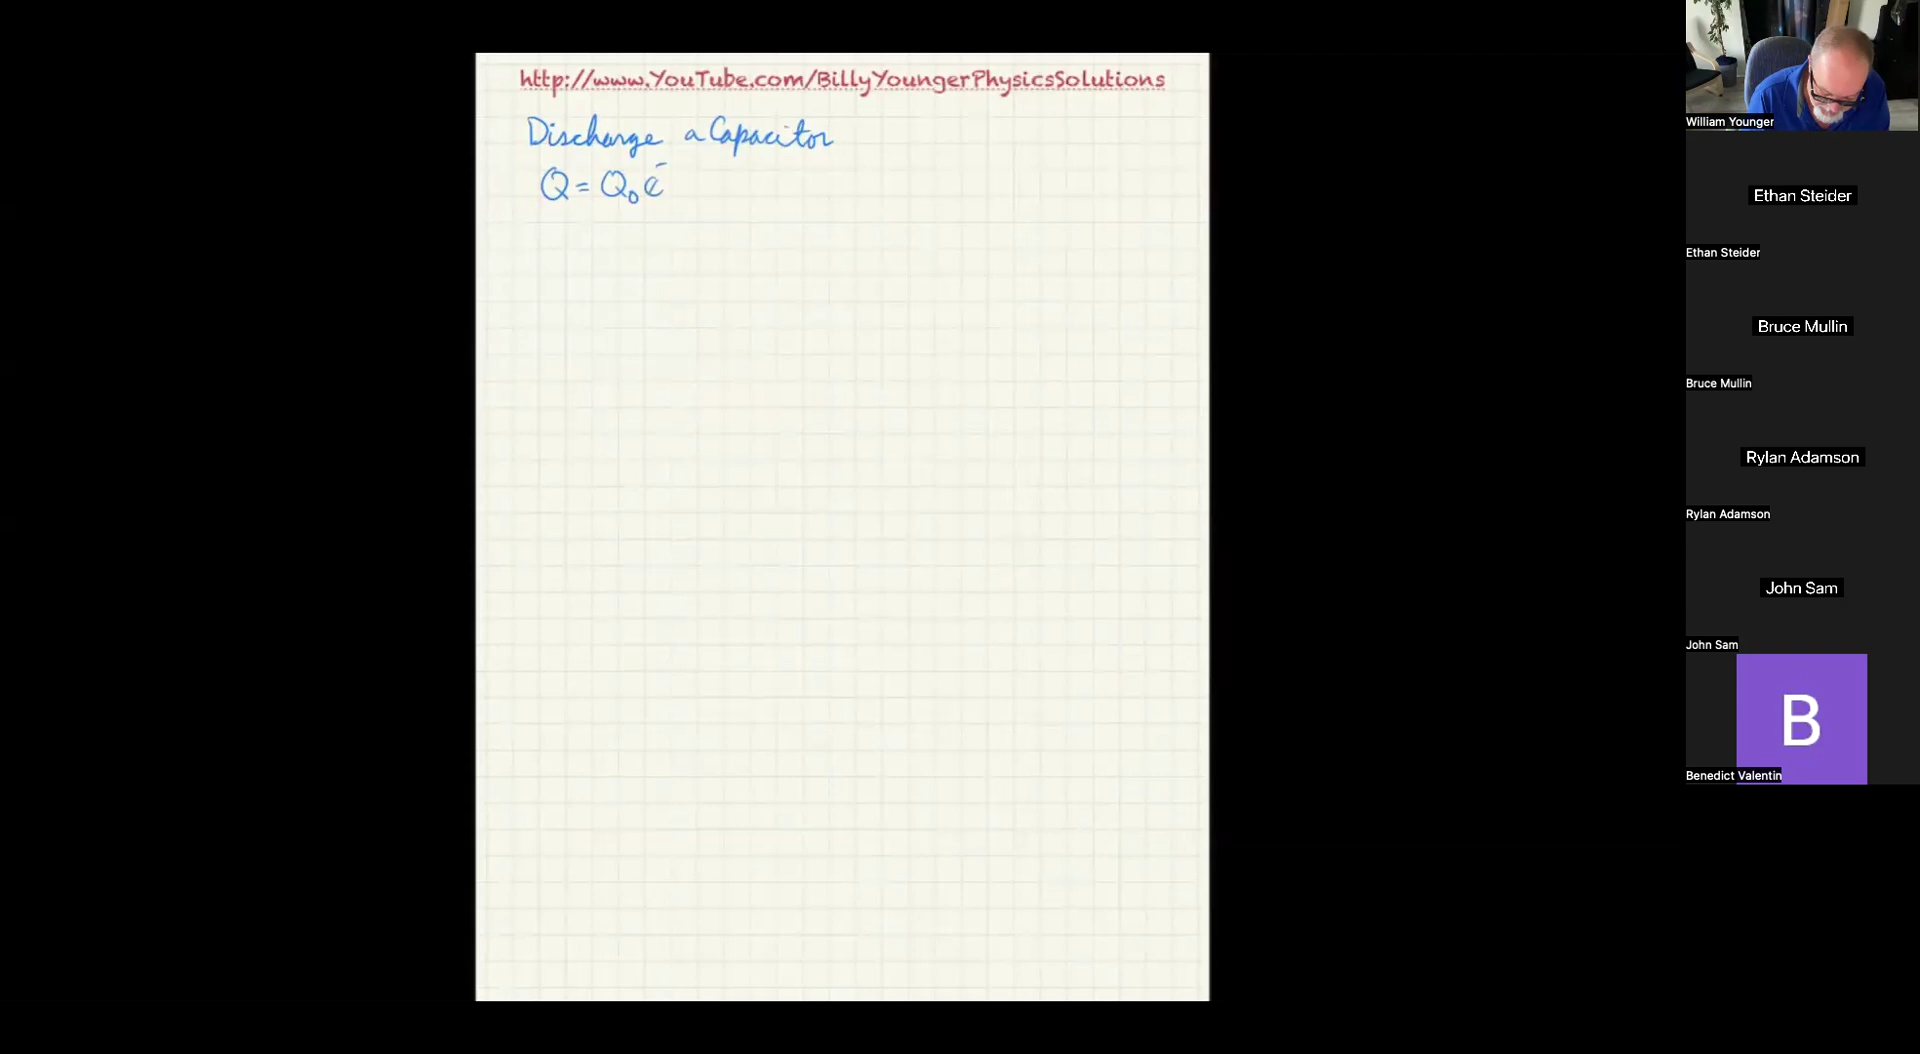 http://www.YouTube.com/BillyYoungerPhysicsSolutions
Discharge a Capacitor
Q = Q₀e⁻
William Younger
Ethan Steider
Ethan Steider
Bruce Mullin
Bruce Mullin
Rylan Adamson
Rylan Adamson
John Sam
John Sam
B
Benedict Valentin